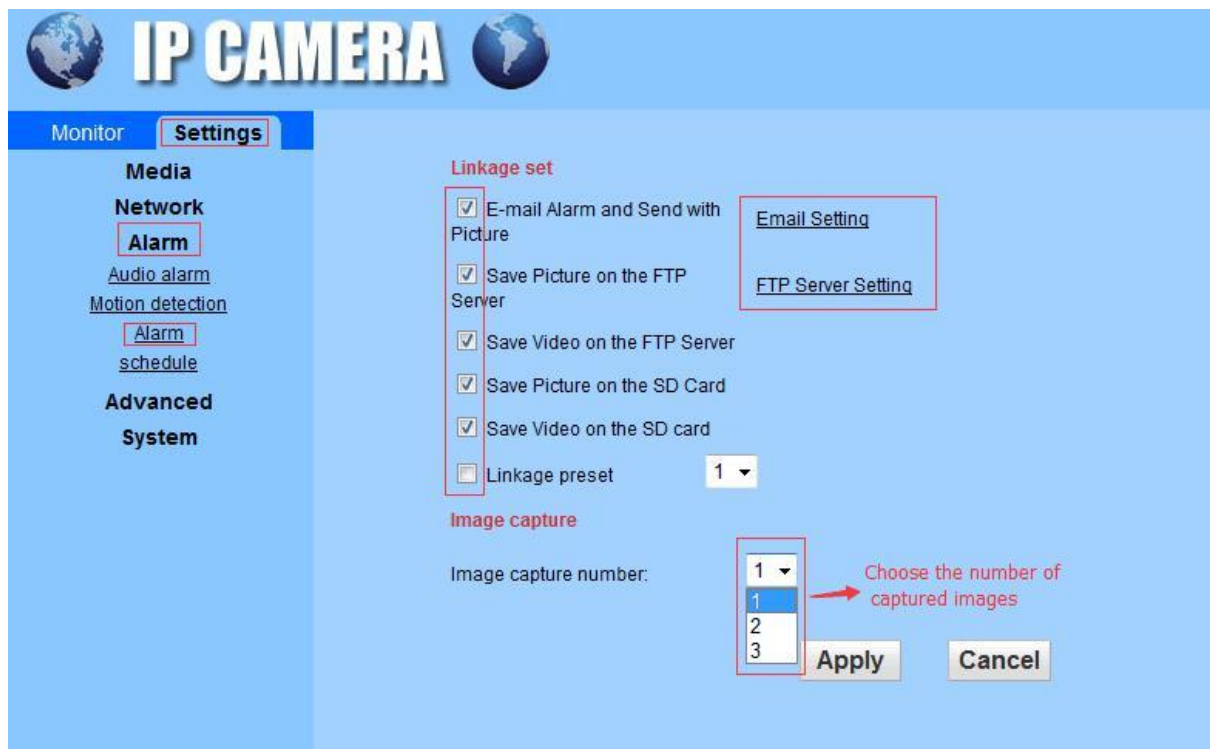 IP CAMERA
Monitor
Settings
Media
Network
Alarm
Audio alarm
Motion detection
Alarm
schedule
Advanced
System
Linkage set
E-mail Alarm and Send with
Picture
Email Setting
Save Picture on the FTP
Server
FTP Server Setting
Save Video on the FTP Server
Save Picture on the SD Card
Save Video on the SD card
Linkage preset
1
Image capture
Image capture number:
1
1
2
3
Choose the number of
captured images
Apply
Cancel